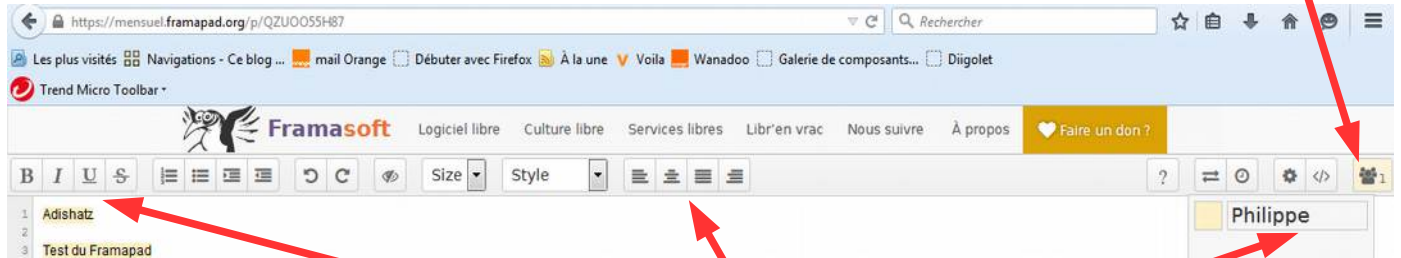 https://mensuel.framapad.org/p/QZUOO55H87 Rechercher
Les plus visités Navigations - Ce blog ... mail Orange Débuter avec Firefox À la une Voila Wanadoo Galerie de composants... Diigolet
Trend Micro Toolbar
Framasoft Logiciel libre Culture libre Services libres Libr'en vrac Nous suivre À propos Faire un don ?
B I U S Size Style ? </> 1
1 Adishatz Philippe
2
3 Test du Framapad